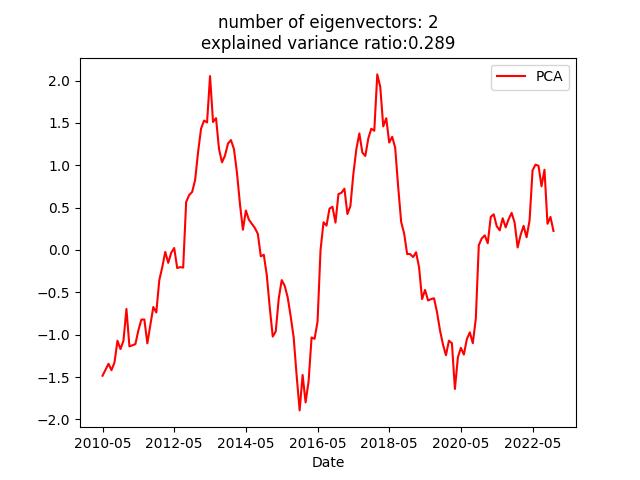 number of eigenvectors: 2
explained variance ratio:0.289
PCA
2.0
1.5
1.0
0.5
0.0
−0.5
−1.0
−1.5
−2.0
2010-05 2012-05 2014-05 2016-05 2018-05 2020-05 2022-05
Date